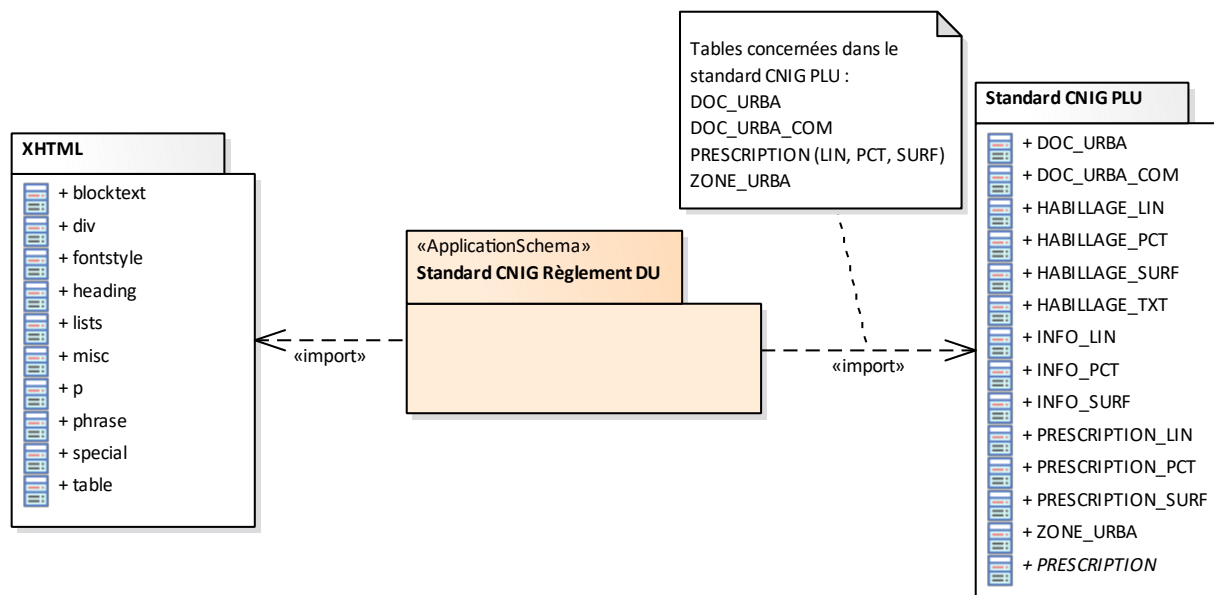 XHTML
+ blocktext
+ div
+ fontstyle
+ heading
+ lists
+ misc
+ p
+ phrase
+ special
+ table
«import»
«ApplicationSchema»
Standard CNIG Règlement DU
Tables concernées dans le
standard CNIG PLU :
DOC_URBA
DOC_URBA_COM
PRESCRIPTION (LIN, PCT, SURF)
ZONE_URBA
«import»
Standard CNIG PLU
+ DOC_URBA
+ DOC_URBA_COM
+ HABILLAGE_LIN
+ HABILLAGE_PCT
+ HABILLAGE_SURF
+ HABILLAGE_TXT
+ INFO_LIN
+ INFO_PCT
+ INFO_SURF
+ PRESCRIPTION_LIN
+ PRESCRIPTION_PCT
+ PRESCRIPTION_SURF
+ ZONE_URBA
+ PRESCRIPTION